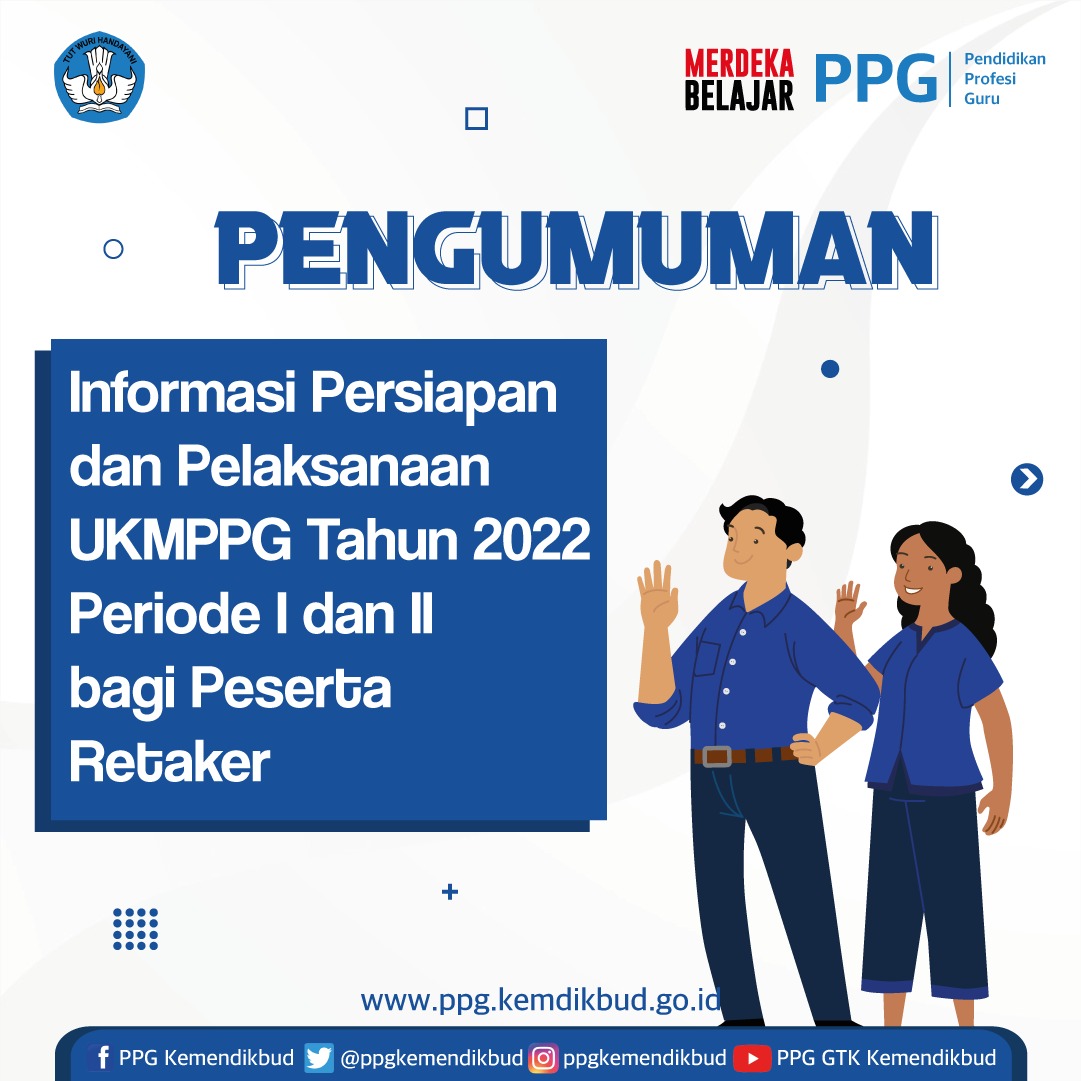 TUT WURI HANDAYANI
MERDEKA
BELAJAR
PPG
Pendidikan
Profesi
Guru
PENGUMUMAN
Informasi Persiapan
dan Pelaksanaan
UKMPPG Tahun 2022
Periode I dan II
bagi Peserta
Retaker
www.ppg.kemdikbud.go.id
PPG Kemendikbud @ppgkemendikbud ppgkemendikbud PPG GTK Kemendikbud